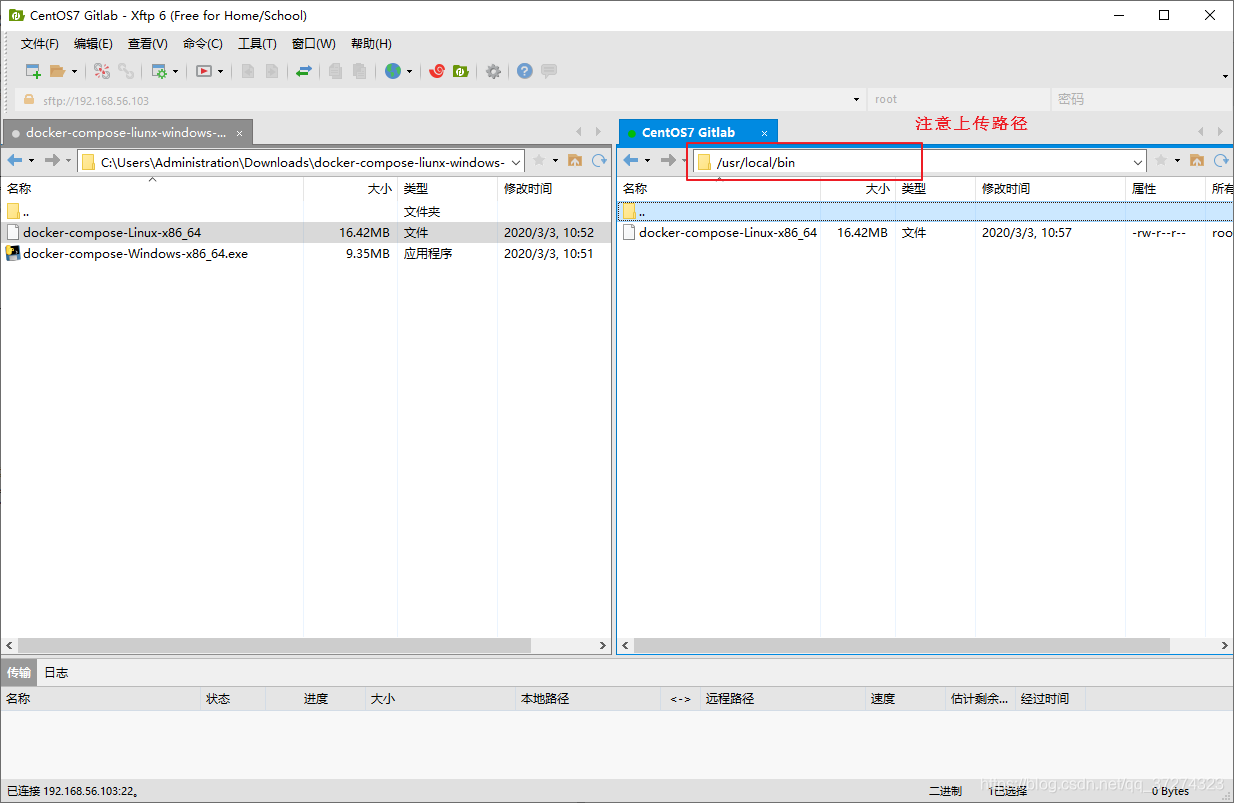 CentOS7 Gitlab - Xftp 6 (Free for Home/School)
文件(F) 编辑(E) 查看(V) 命令(C) 工具(T) 窗口(W) 帮助(H)
sftp://192.168.56.103 root 密码
docker-compose-liunx-windows-... × CentOS7 Gitlab × 注意上传路径
C:\Users\Administration\Downloads\docker-compose-liunx-windows- /usr/local/bin
名称 大小 类型 修改时间 名称 大小 类型 修改时间 属性 所有
.. 文件夹 ..
docker-compose-Linux-x86_64 16.42MB 文件 2020/3/3, 10:52 docker-compose-Linux-x86_64 16.42MB 文件 2020/3/3, 10:57 -rw-r--r-- roo
docker-compose-Windows-x86_64.exe 9.35MB 应用程序 2020/3/3, 10:51
传输 日志
名称 状态 进度 大小 本地路径 <-> 远程路径 速度 估计剩余... 经过时间
已连接 192.168.56.103:22。 二进制 1已选择 0 Bytes
https://blog.csdn.net/qq_37274323